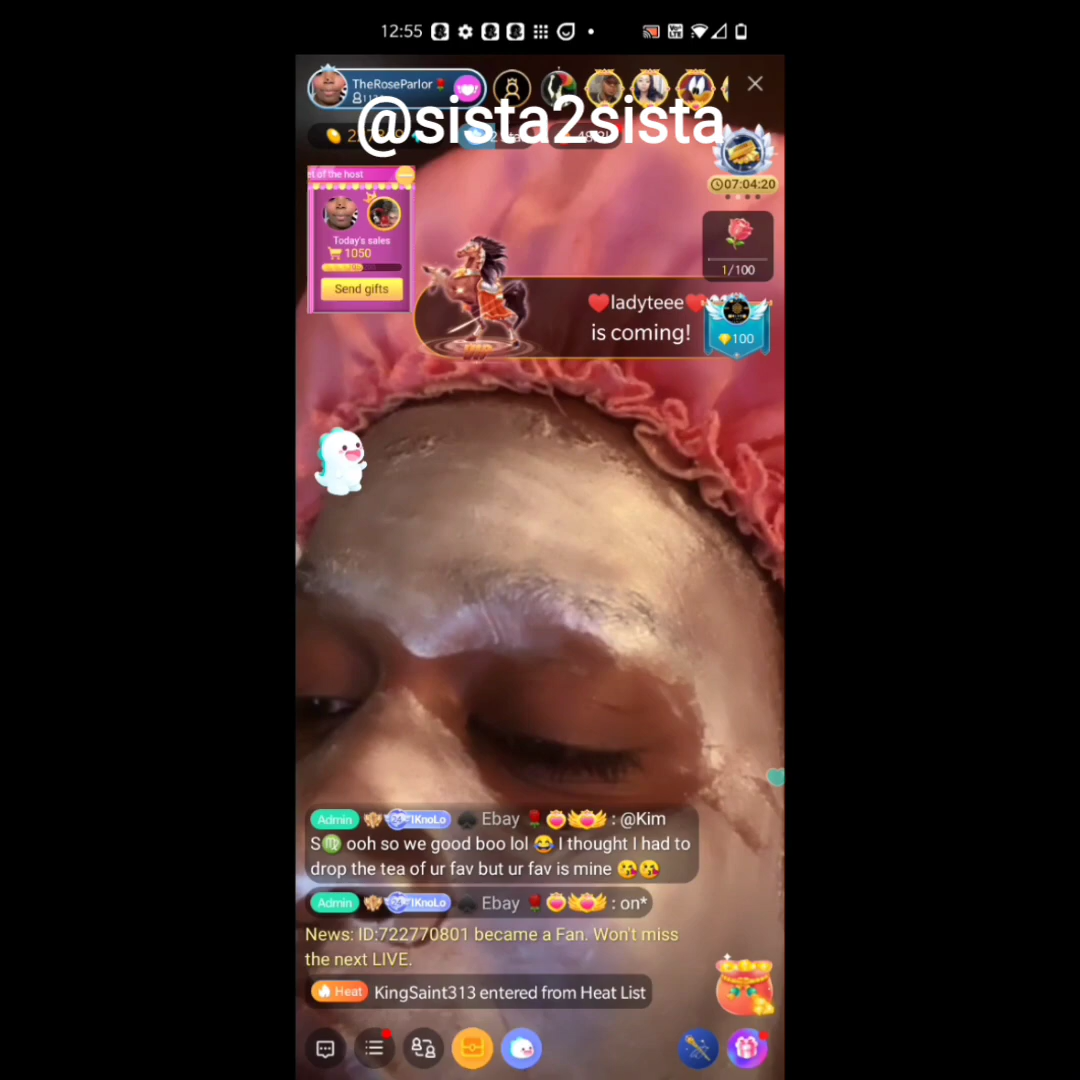 12:55
TheRoseParlor🌹
@sista2sista
07:04:20
of the host
Today's sales
1050
Send gifts
1/100
❤️ladyteee❤️
is coming!
100
Admin IKnoLo ♠️ Ebay 🌹 : @Kim
S♍ ooh so we good boo lol 😂 I thought I had to
drop the tea of ur fav but ur fav is mine 😘😘
Admin IKnoLo ♠️ Ebay 🌹 : on*
News: ID:722770801 became a Fan. Won't miss
the next LIVE.
Heat KingSaint313 entered from Heat List